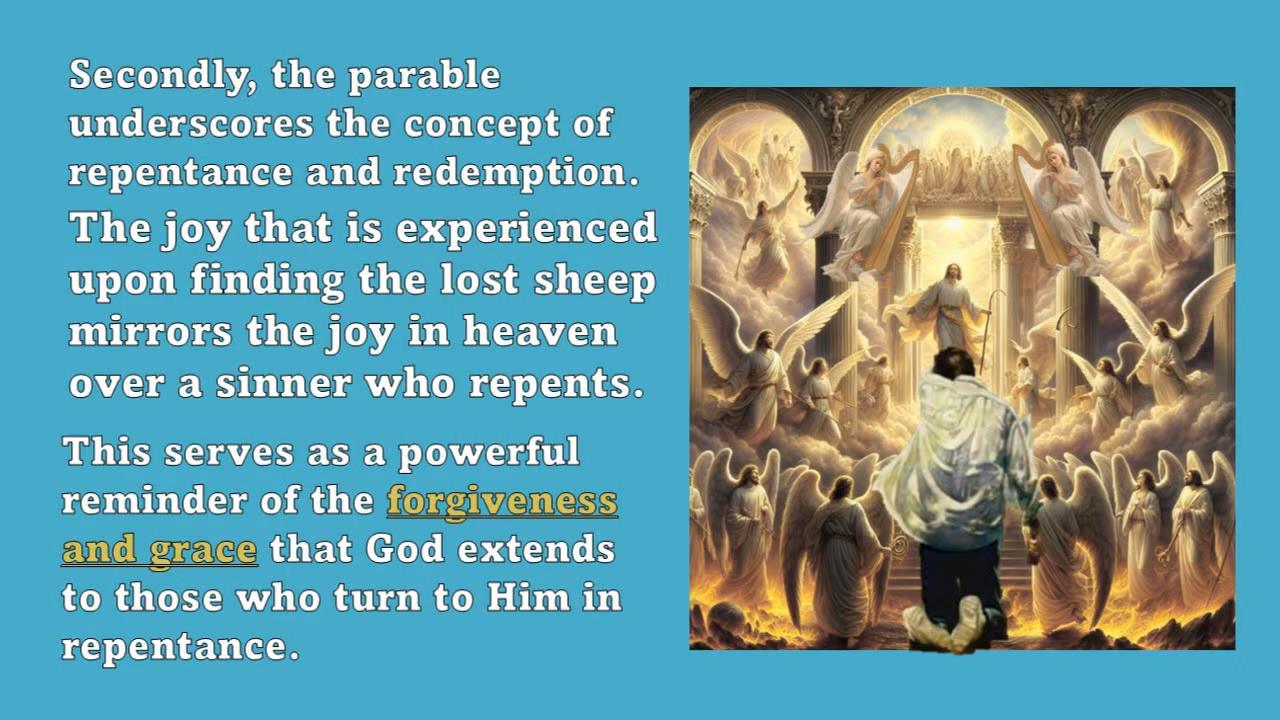 Secondly, the parable
underscores the concept of
repentance and redemption.
The joy that is experienced
upon finding the lost sheep
mirrors the joy in heaven
over a sinner who repents.
This serves as a powerful
reminder of the forgiveness
and grace that God extends
to those who turn to Him in
repentance.